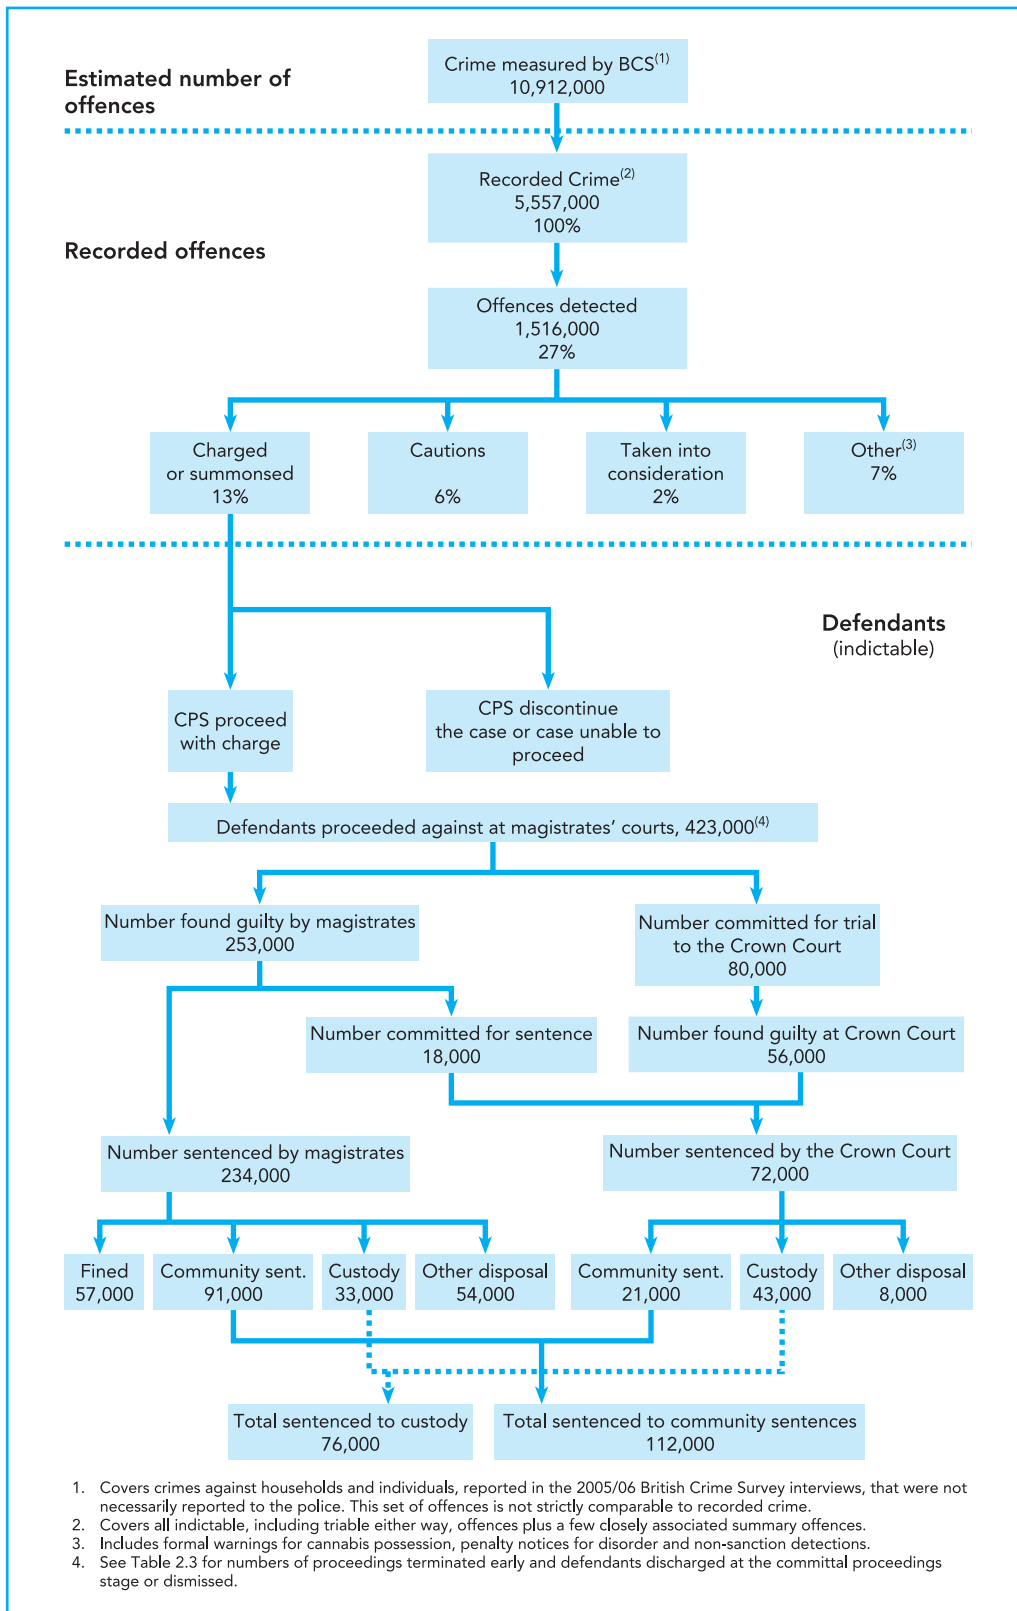 Estimated number of
offences
Crime measured by BCS(1)
10,912,000
Recorded offences
Recorded Crime(2)
5,557,000
100%
Offences detected
1,516,000
27%
Charged
or summonsed
13%
Cautions
6%
Taken into
consideration
2%
Other(3)
7%
Defendants
(indictable)
CPS proceed
with charge
CPS discontinue
the case or case unable to
proceed
Defendants proceeded against at magistrates’ courts, 423,000(4)
Number found guilty by magistrates
253,000
Number committed for trial
to the Crown Court
80,000
Number committed for sentence
18,000
Number found guilty at Crown Court
56,000
Number sentenced by magistrates
234,000
Number sentenced by the Crown Court
72,000
Fined
57,000
Community sent.
91,000
Custody
33,000
Other disposal
54,000
Community sent.
21,000
Custody
43,000
Other disposal
8,000
Total sentenced to custody
76,000
Total sentenced to community sentences
112,000
1. Covers crimes against households and individuals, reported in the 2005/06 British Crime Survey interviews, that were not
necessarily reported to the police. This set of offences is not strictly comparable to recorded crime.
2. Covers all indictable, including triable either way, offences plus a few closely associated summary offences.
3. Includes formal warnings for cannabis possession, penalty notices for disorder and non-sanction detections.
4. See Table 2.3 for numbers of proceedings terminated early and defendants discharged at the committal proceedings
stage or dismissed.